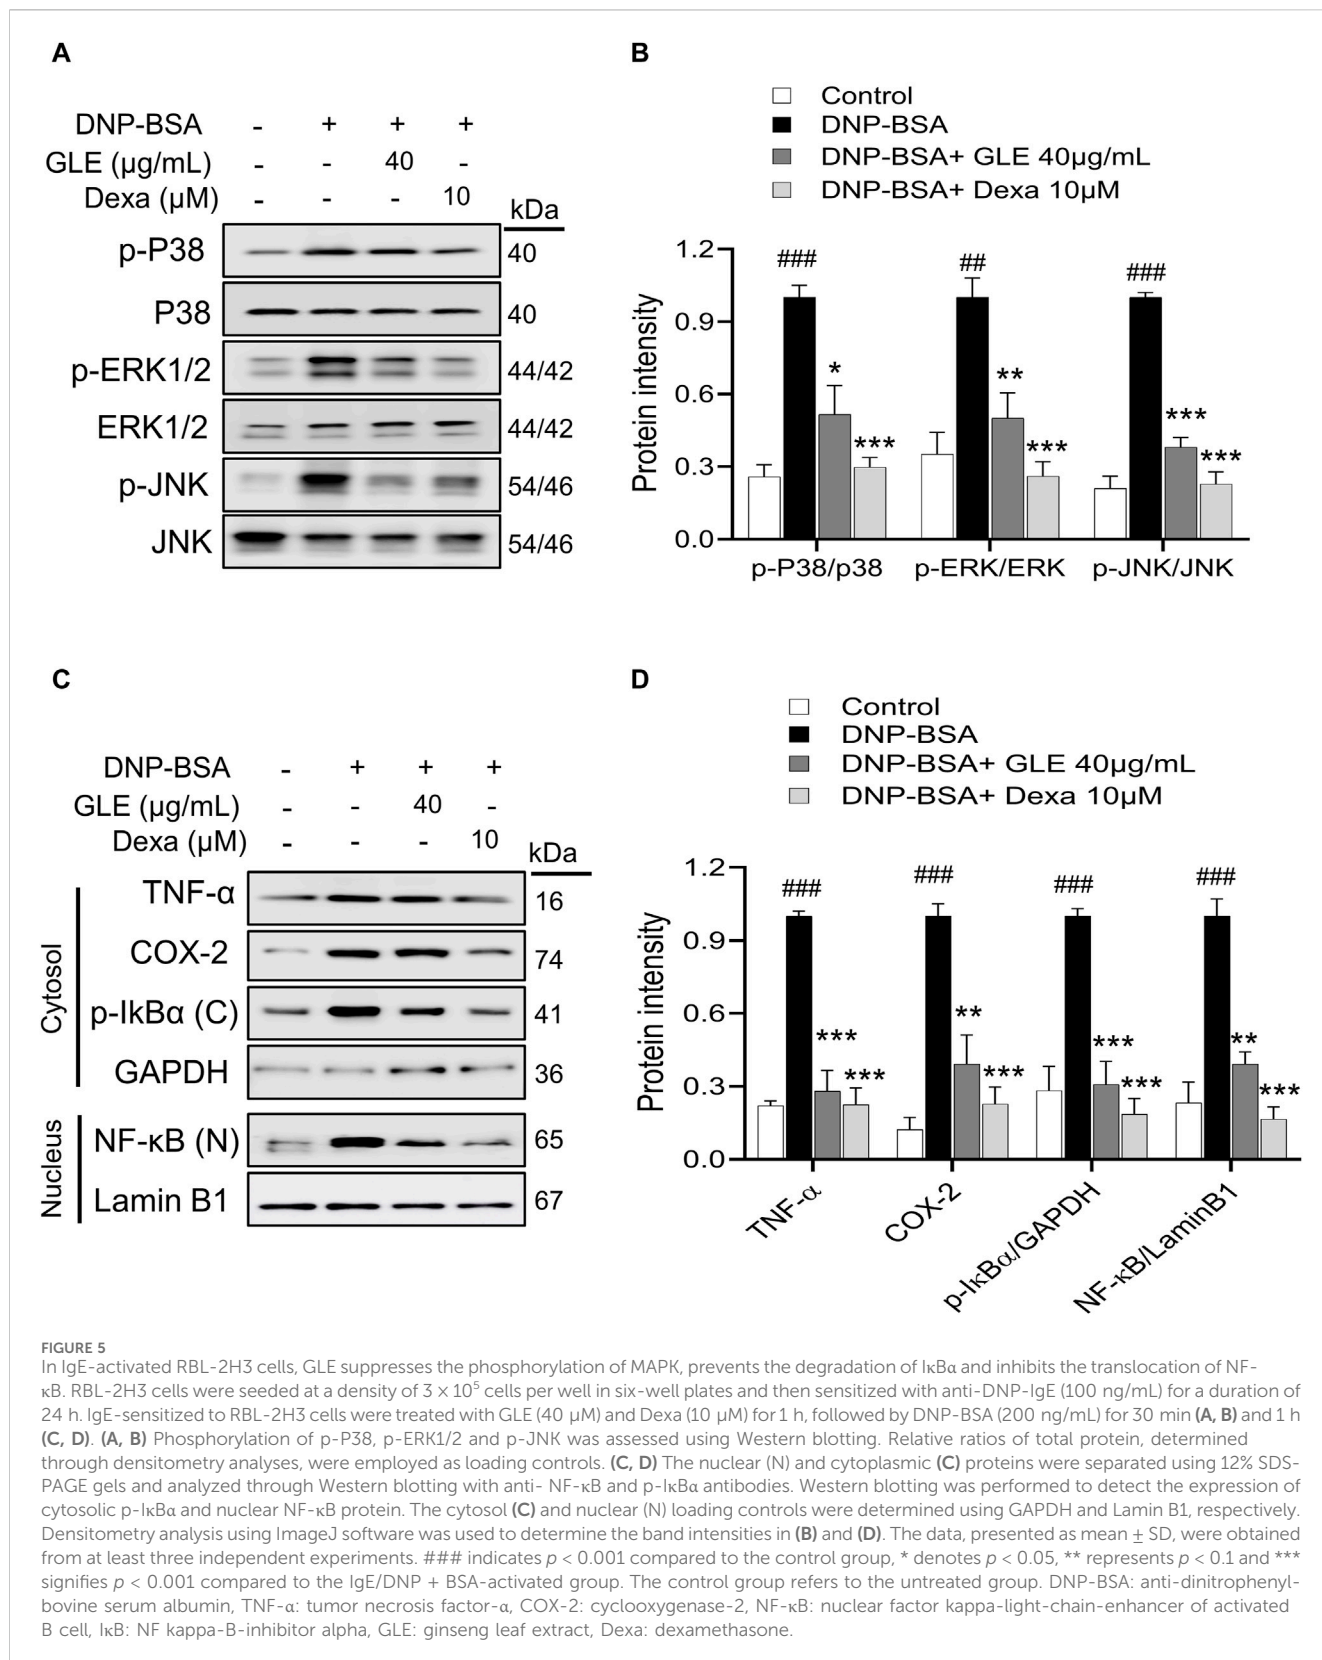 A
DNP-BSA - + + +
GLE (μg/mL) - - 40 -
Dexa (μM) - - - 10
kDa
p-P38 40
P38 40
p-ERK1/2 44/42
ERK1/2 44/42
p-JNK 54/46
JNK 54/46
B
Control
DNP-BSA
DNP-BSA+ GLE 40μg/mL
DNP-BSA+ Dexa 10μM
Protein intensity
1.2
0.9
0.6
0.3
0.0
### * ***
## ** ***
### *** ***
p-P38/p38 p-ERK/ERK p-JNK/JNK
C
DNP-BSA - + + +
GLE (μg/mL) - - 40 -
Dexa (μM) - - - 10
kDa
Cytosol
TNF-α 16
COX-2 74
p-IkBα (C) 41
GAPDH 36
Nucleus
NF-κB (N) 65
Lamin B1 67
D
Control
DNP-BSA
DNP-BSA+ GLE 40μg/mL
DNP-BSA+ Dexa 10μM
Protein intensity
1.2
0.9
0.6
0.3
0.0
### *** ***
### ** ***
### *** ***
### ** ***
TNF-α
COX-2
p-IκBα/GAPDH
NF-κB/LaminB1
FIGURE 5
In IgE-activated RBL-2H3 cells, GLE suppresses the phosphorylation of MAPK, prevents the degradation of IκBα and inhibits the translocation of NF-
κB. RBL-2H3 cells were seeded at a density of 3 × 10⁵ cells per well in six-well plates and then sensitized with anti-DNP-IgE (100 ng/mL) for a duration of
24 h. IgE-sensitized to RBL-2H3 cells were treated with GLE (40 μM) and Dexa (10 μM) for 1 h, followed by DNP-BSA (200 ng/mL) for 30 min (A, B) and 1 h
(C, D). (A, B) Phosphorylation of p-P38, p-ERK1/2 and p-JNK was assessed using Western blotting. Relative ratios of total protein, determined
through densitometry analyses, were employed as loading controls. (C, D) The nuclear (N) and cytoplasmic (C) proteins were separated using 12% SDS-
PAGE gels and analyzed through Western blotting with anti- NF-κB and p-IκBα antibodies. Western blotting was performed to detect the expression of
cytosolic p-IκBα and nuclear NF-κB protein. The cytosol (C) and nuclear (N) loading controls were determined using GAPDH and Lamin B1, respectively.
Densitometry analysis using ImageJ software was used to determine the band intensities in (B) and (D). The data, presented as mean ± SD, were obtained
from at least three independent experiments. ### indicates p < 0.001 compared to the control group, * denotes p < 0.05, ** represents p < 0.1 and ***
signifies p < 0.001 compared to the IgE/DNP + BSA-activated group. The control group refers to the untreated group. DNP-BSA: anti-dinitrophenyl-
bovine serum albumin, TNF-α: tumor necrosis factor-α, COX-2: cyclooxygenase-2, NF-κB: nuclear factor kappa-light-chain-enhancer of activated
B cell, IκB: NF kappa-B-inhibitor alpha, GLE: ginseng leaf extract, Dexa: dexamethasone.